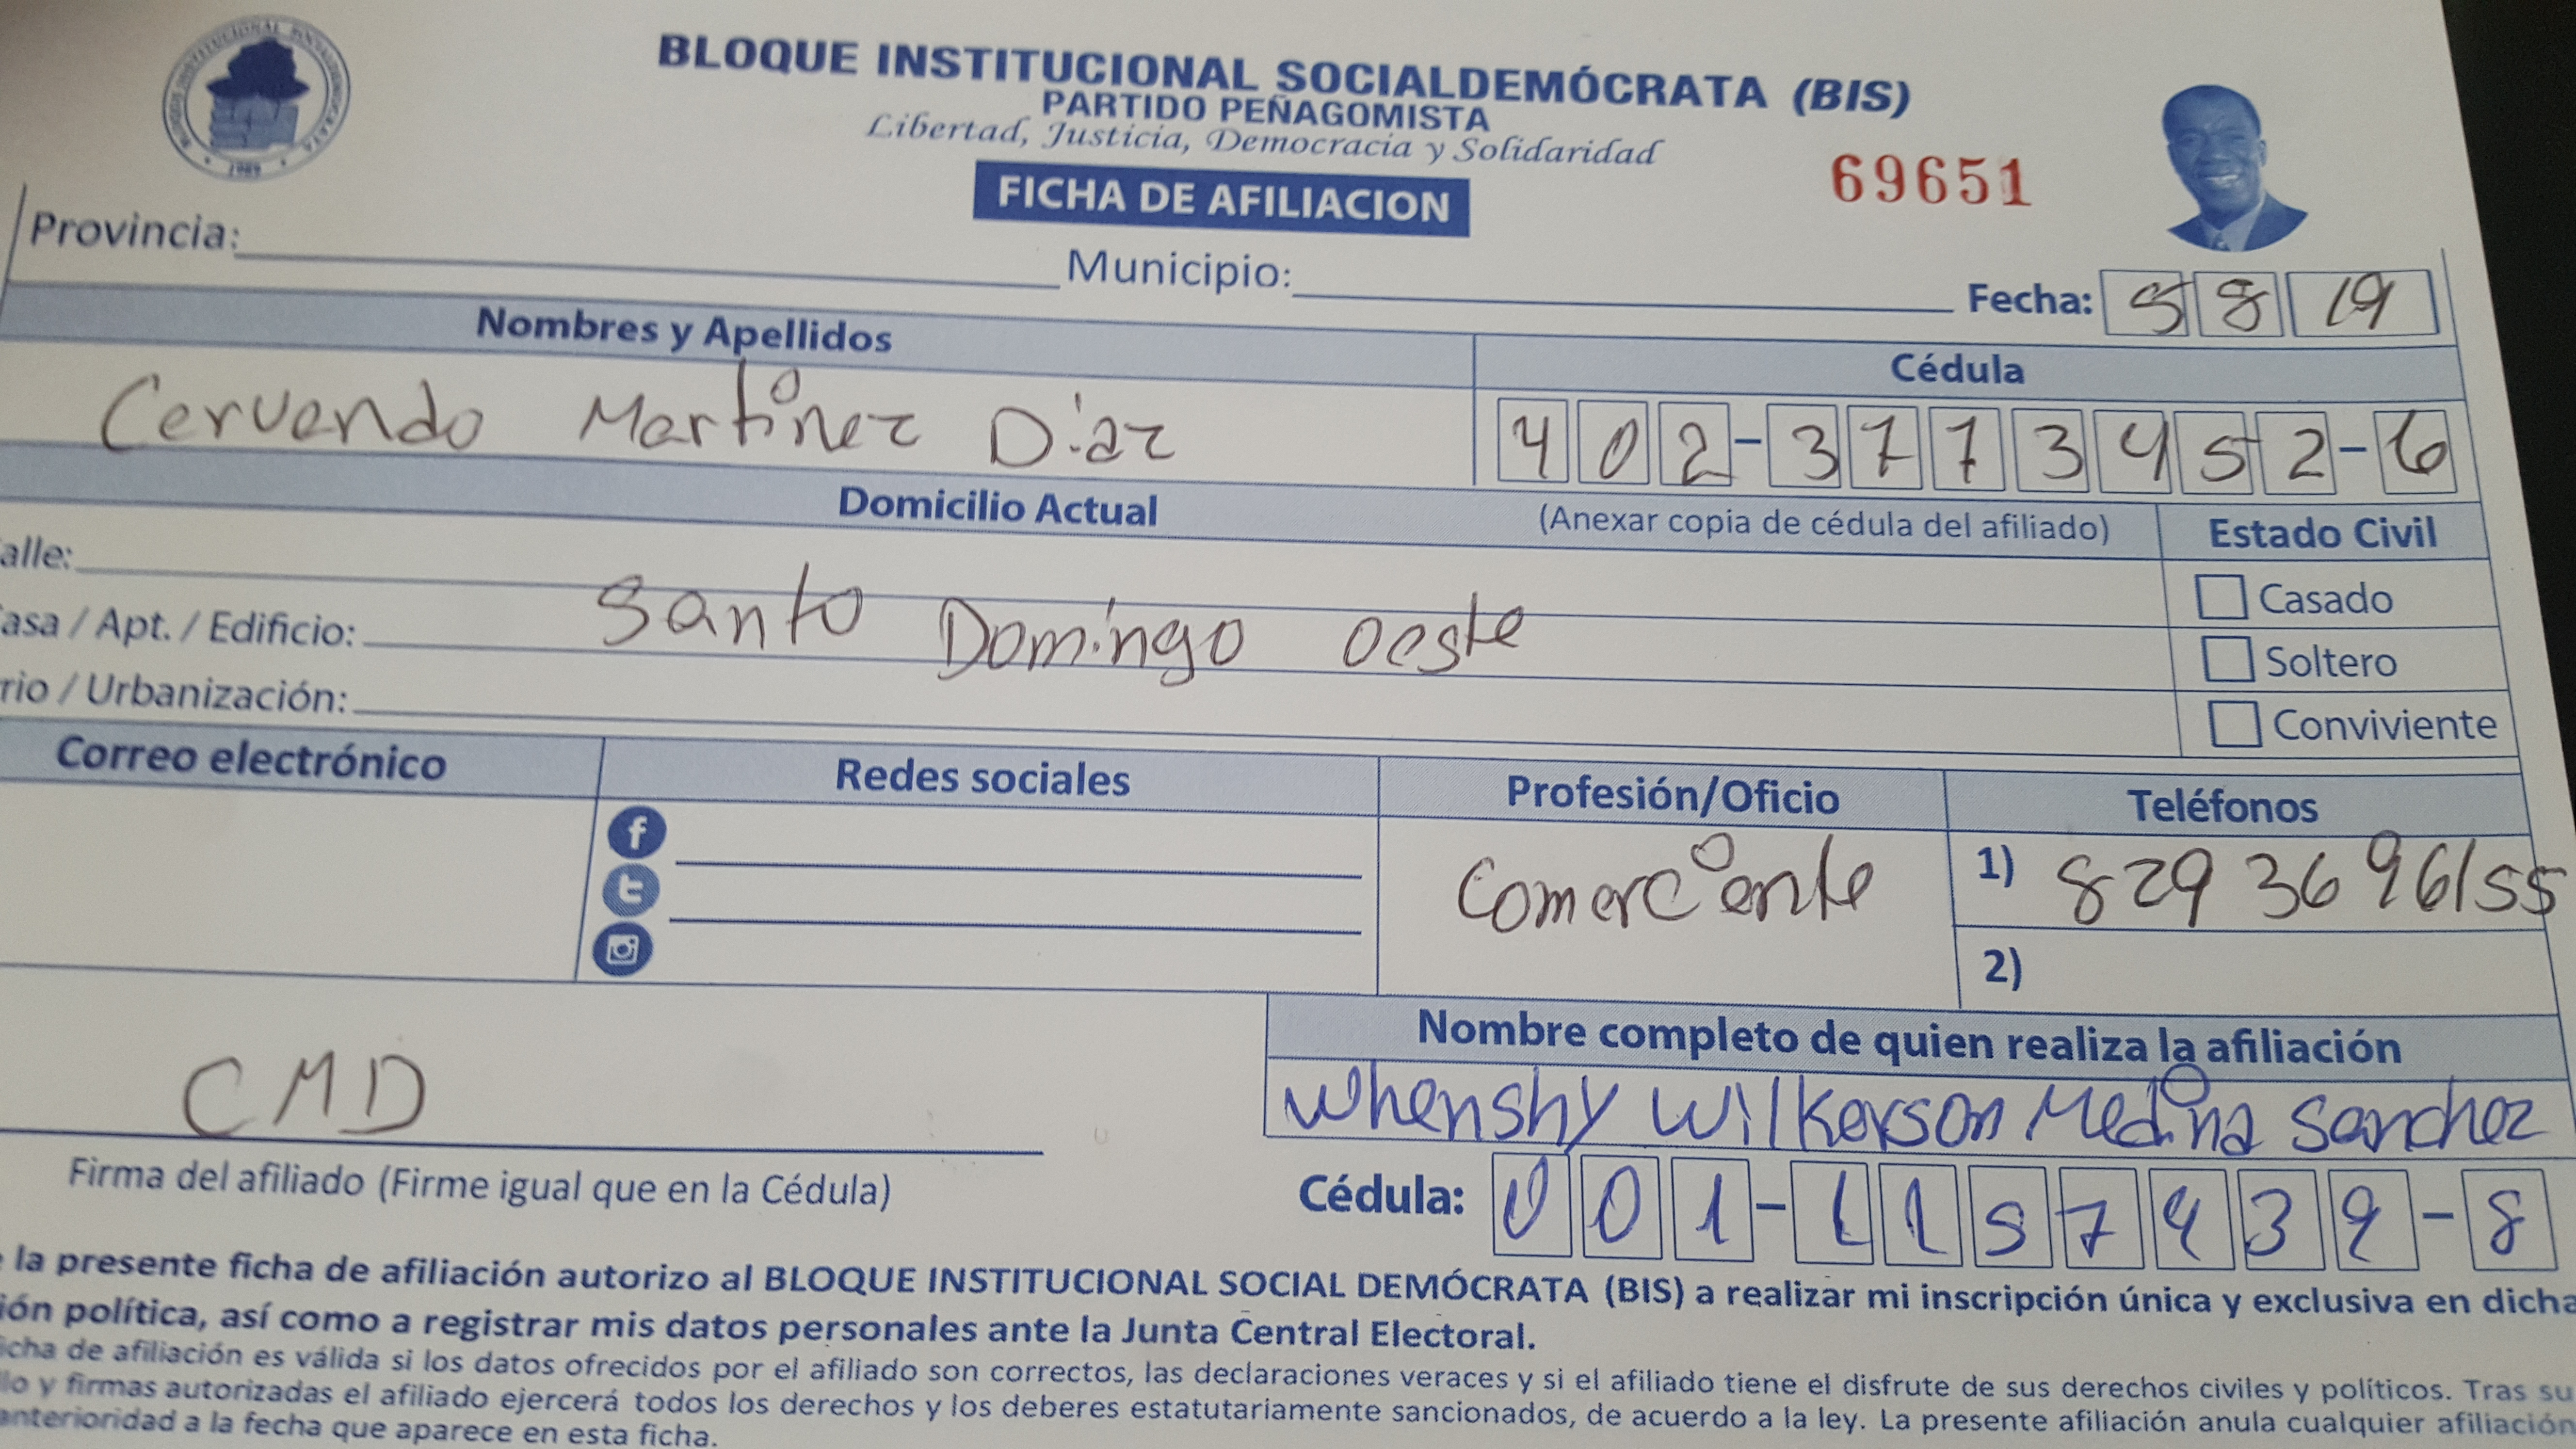 BLOQUE INSTITUCIONAL SOCIALDEMÓCRATA (BIS)
PARTIDO PEÑAGOMISTA
Libertad, Justicia, Democracia y Solidaridad
FICHA DE AFILIACION
69651
Provincia:
Municipio:
Fecha: 5 8 19
Nombres y Apellidos
Cédula
Cervando Martinez Diaz
402-3773452-6
Domicilio Actual
(Anexar copia de cédula del afiliado)
Estado Civil
alle:
Casado
asa / Apt. / Edificio: Santo Domingo oeste
Soltero
rio / Urbanización:
Conviviente
Correo electrónico
Redes sociales
Profesión/Oficio
Teléfonos
comerciente
1) 829 36 96155
2)
Nombre completo de quien realiza la afiliación
Whenshy Wilkerson Medina Sanchez
CMD
Firma del afiliado (Firme igual que en la Cédula)
Cédula: 001-1157439-8
la presente ficha de afiliación autorizo al BLOQUE INSTITUCIONAL SOCIAL DEMÓCRATA (BIS) a realizar mi inscripción única y exclusiva en dicha
ión política, así como a registrar mis datos personales ante la Junta Central Electoral.
icha de afiliación es válida si los datos ofrecidos por el afiliado son correctos, las declaraciones veraces y si el afiliado tiene el disfrute de sus derechos civiles y políticos. Tras su
llo y firmas autorizadas el afiliado ejercerá todos los derechos y los deberes estatutariamente sancionados, de acuerdo a la ley. La presente afiliación anula cualquier afiliación
anterioridad a la fecha que aparece en esta ficha.